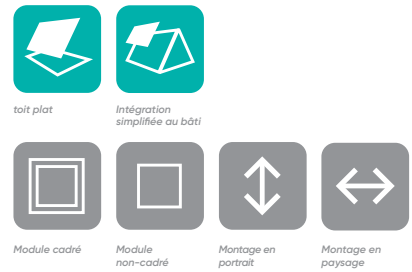 toit plat
Intégration
simplifiée au bâti
Module cadré
Module
non-cadré
Montage en
portrait
Montage en
paysage